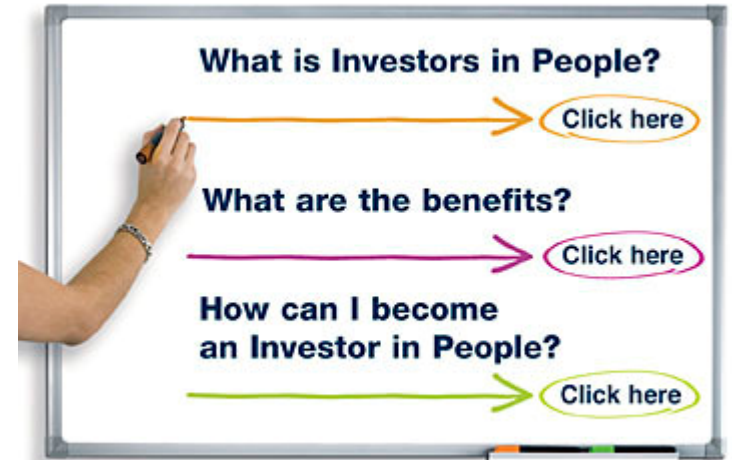 What is Investors in People?
Click here
What are the benefits?
Click here
How can I become
an Investor in People?
Click here